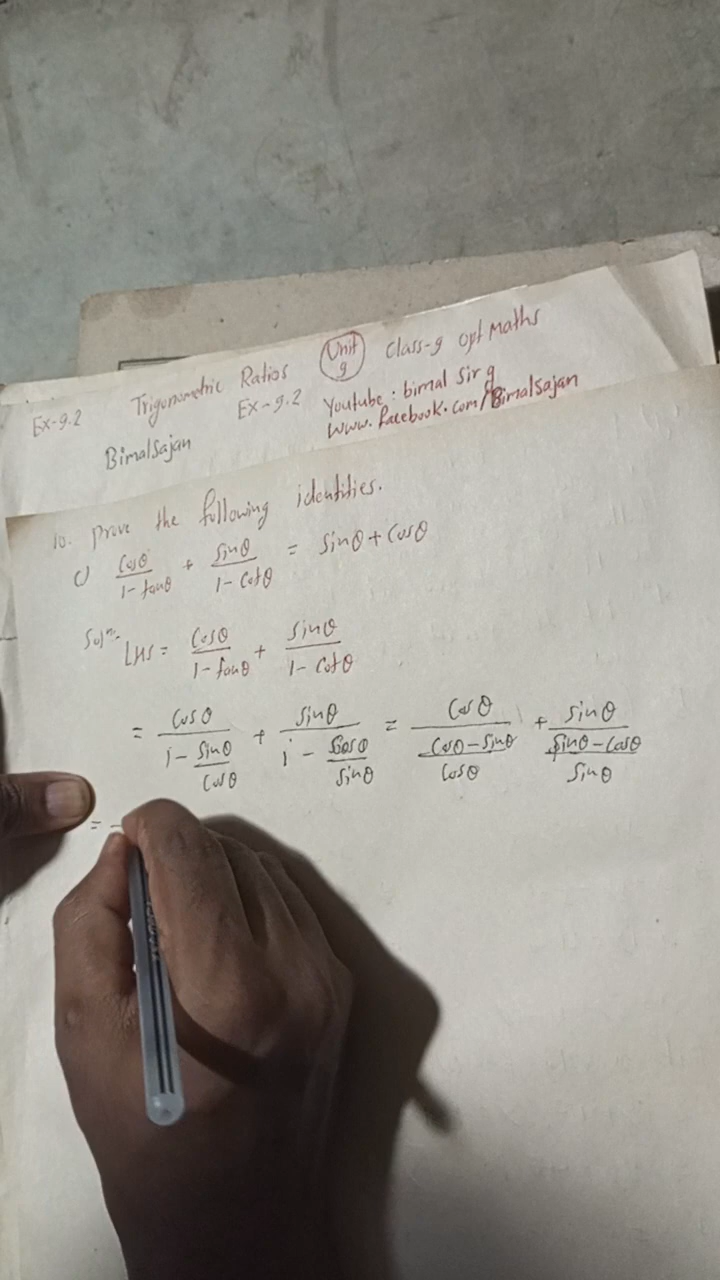 Ex-9.2 Trigonometric Ratios Unit 9 Class-9 opt Maths
Bimalsajan Ex-9.2 Youtube: bimal sir g
www.facebook.com/Bimalsajan
10. Prove the following identities.
c) cosθ/(1-tanθ) + sinθ/(1-cotθ) = sinθ+cosθ
Solⁿ:- LHS = cosθ/(1-tanθ) + sinθ/(1-cotθ)
= cosθ/(1-sinθ/cosθ) + sinθ/(1-cosθ/sinθ) = cosθ/((cosθ-sinθ)/cosθ) + sinθ/((sinθ-cosθ)/sinθ)
=